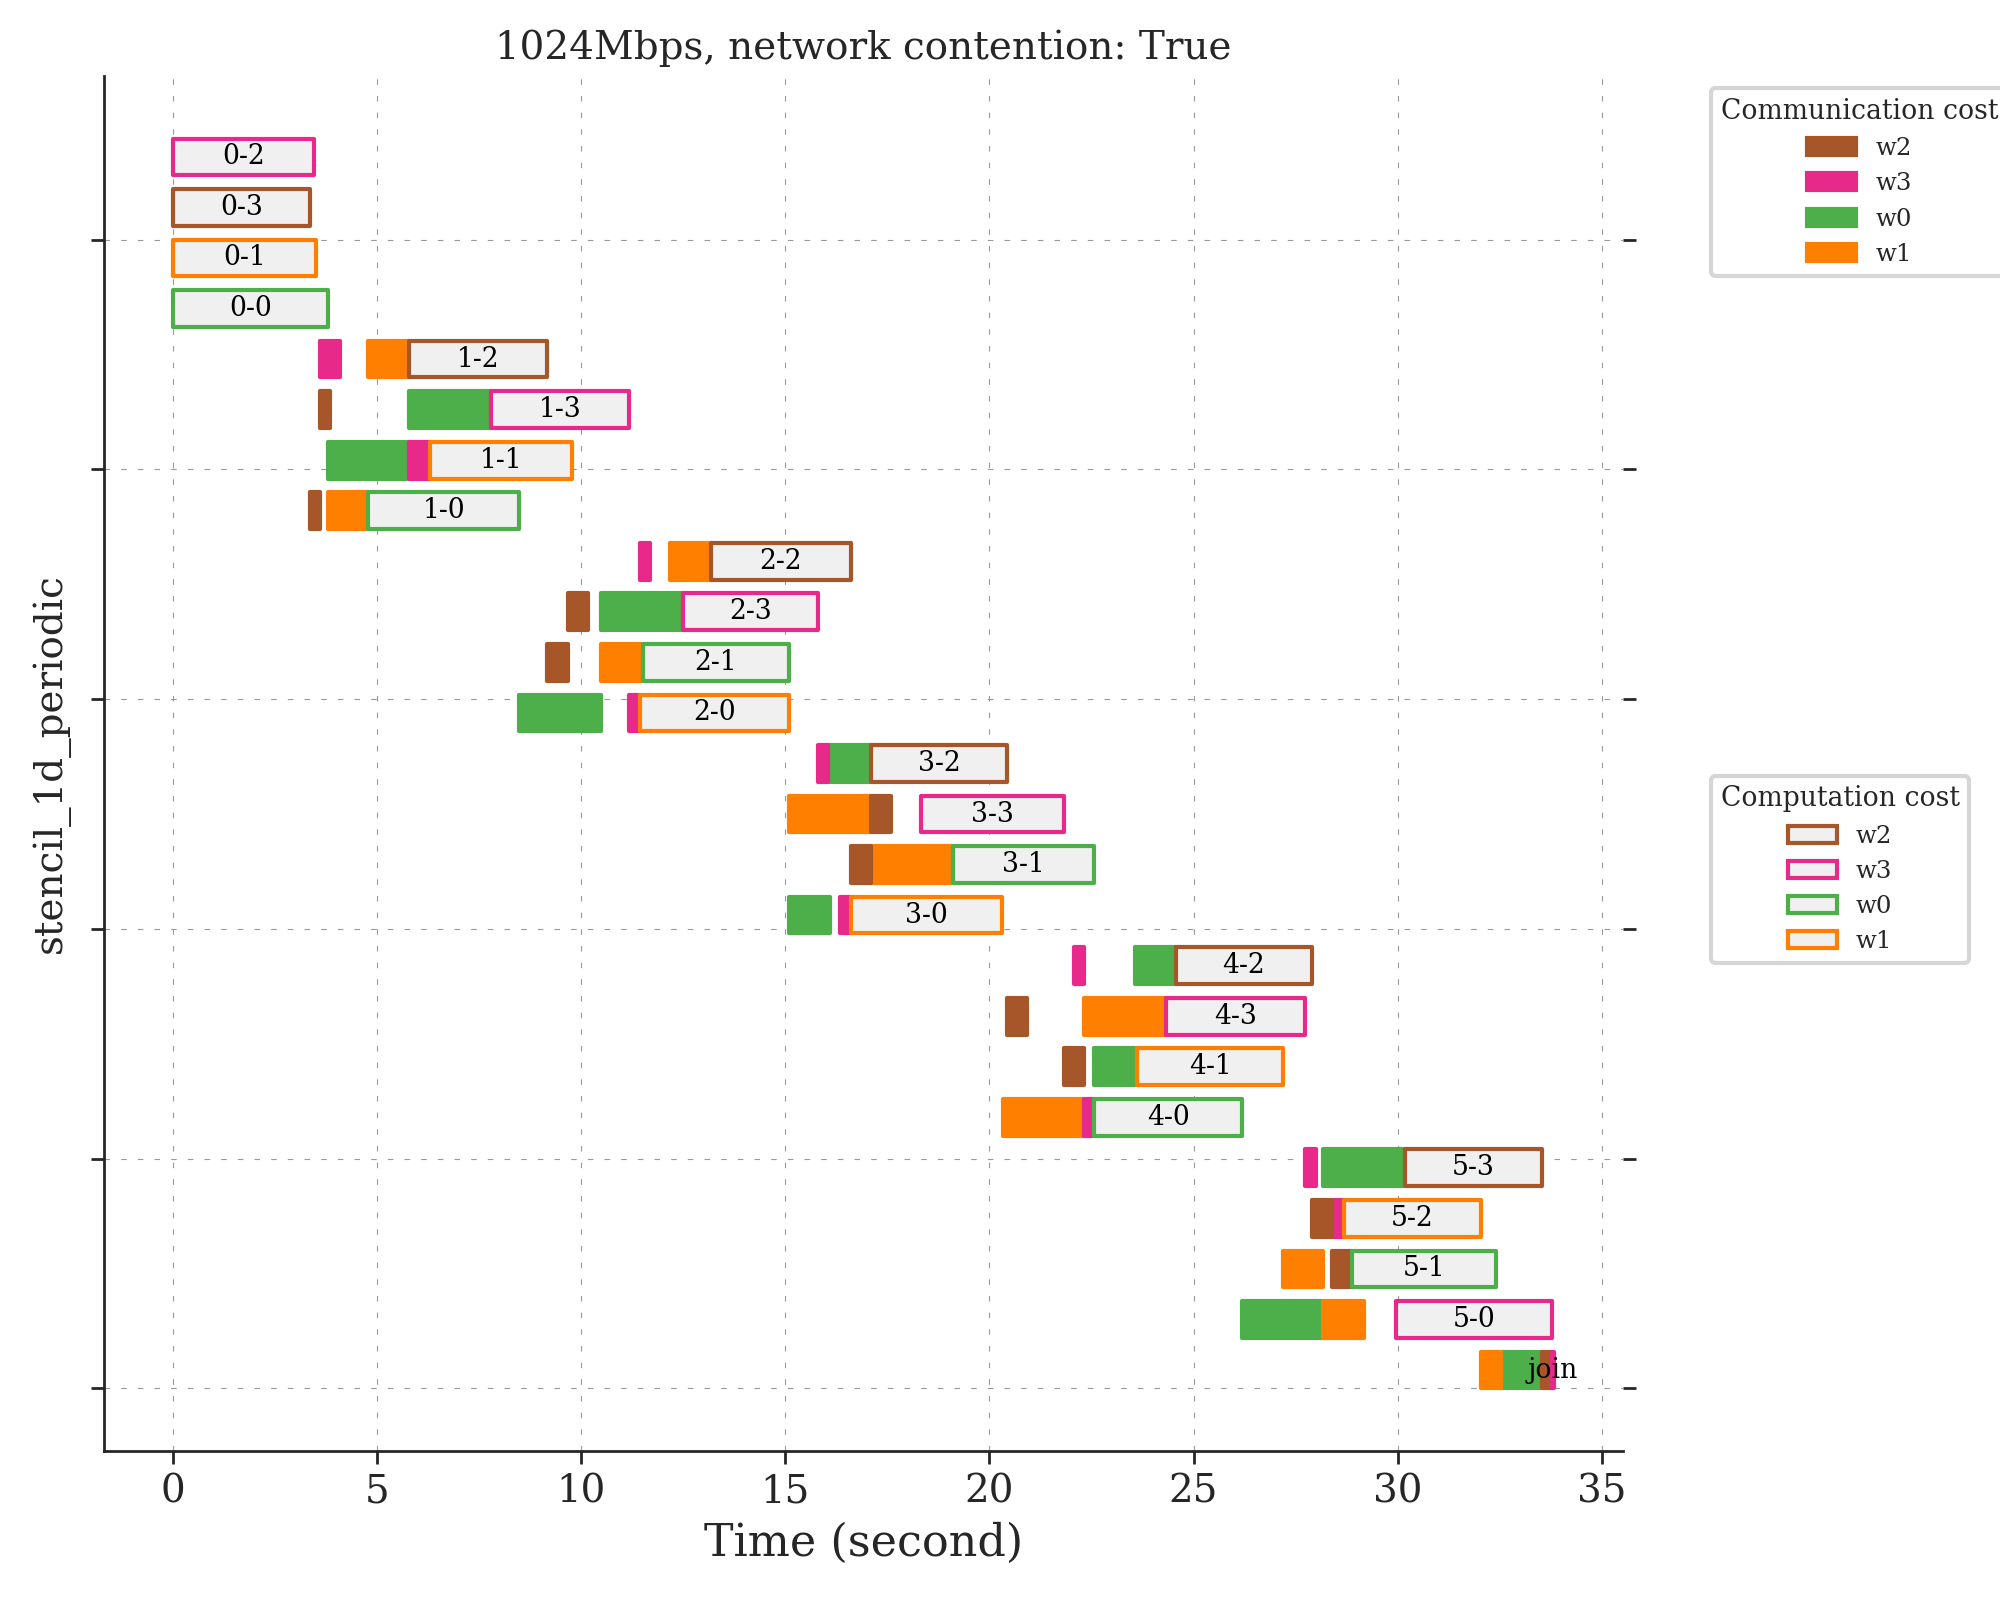 1024Mbps, network contention: True
Communication cost
w2
w3
w0
w1
0-2
0-3
0-1
0-0
1-2
1-3
1-1
1-0
2-2
2-3
2-1
2-0
3-2
3-3
3-1
3-0
4-2
4-3
4-1
4-0
5-3
5-2
5-1
5-0
join
Computation cost
w2
w3
w0
w1
stencil_1d_periodic
0 5 10 15 20 25 30 35
Time (second)